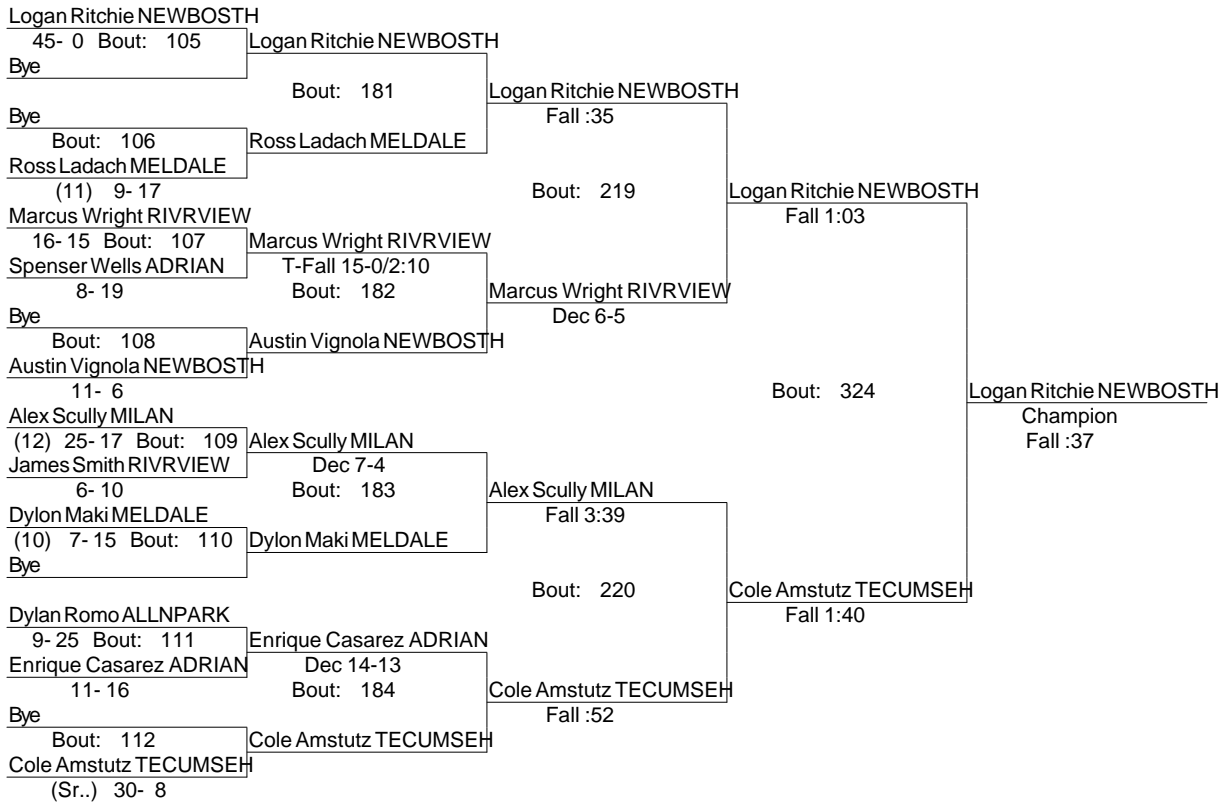 Logan Ritchie NEWBOSTH
45- 0 Bout: 105
Logan Ritchie NEWBOSTH
Bye
Bout: 181
Logan Ritchie NEWBOSTH
Bye
Fall :35
Bout: 106
Ross Ladach MELDALE
Ross Ladach MELDALE
(11) 9- 17
Bout: 219
Logan Ritchie NEWBOSTH
Marcus Wright RIVRVIEW
Fall 1:03
16- 15 Bout: 107
Marcus Wright RIVRVIEW
Spenser Wells ADRIAN
T-Fall 15-0/2:10
8- 19
Bout: 182
Marcus Wright RIVRVIEW
Bye
Dec 6-5
Bout: 108
Austin Vignola NEWBOSTH
Austin Vignola NEWBOSTH
11- 6
Bout: 324
Logan Ritchie NEWBOSTH
Alex Scully MILAN
Champion
(12) 25- 17 Bout: 109
Alex Scully MILAN
Fall :37
James Smith RIVRVIEW
Dec 7-4
6- 10
Bout: 183
Alex Scully MILAN
Dylon Maki MELDALE
Fall 3:39
(10) 7- 15 Bout: 110
Dylon Maki MELDALE
Bye
Bout: 220
Cole Amstutz TECUMSEH
Dylan Romo ALLNPARK
Fall 1:40
9- 25 Bout: 111
Enrique Casarez ADRIAN
Enrique Casarez ADRIAN
Dec 14-13
11- 16
Bout: 184
Cole Amstutz TECUMSEH
Bye
Fall :52
Bout: 112
Cole Amstutz TECUMSEH
Cole Amstutz TECUMSEH
(Sr..) 30- 8